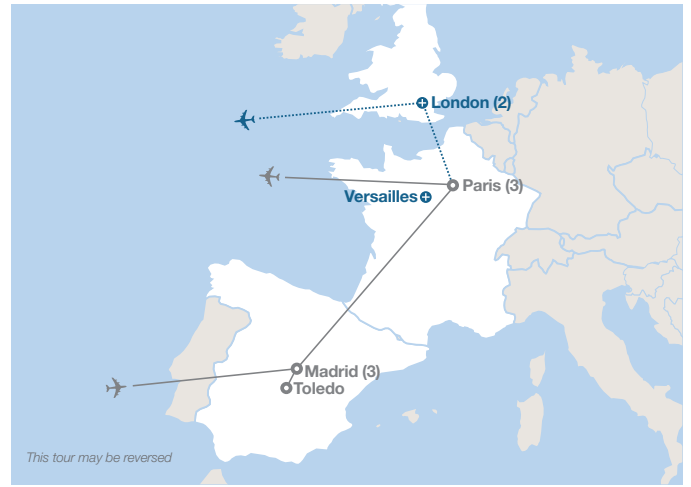 London (2)
Paris (3)
Versailles
Madrid (3)
Toledo
This tour may be reversed